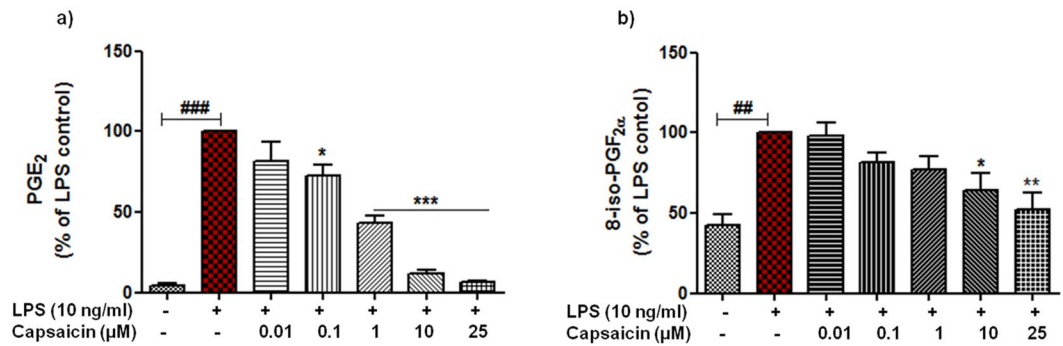 a)
150
100
50
0
PGE2
(% of LPS control)
###
*
***
LPS (10 ng/ml) - + + + + + +
Capsaicin (µM) - - 0.01 0.1 1 10 25
b)
150
100
50
0
8-iso-PGF2α
(% of LPS control)
##
*
**
LPS (10 ng/ml) - + + + + + +
Capsaicin (µM) - - 0.01 0.1 1 10 25